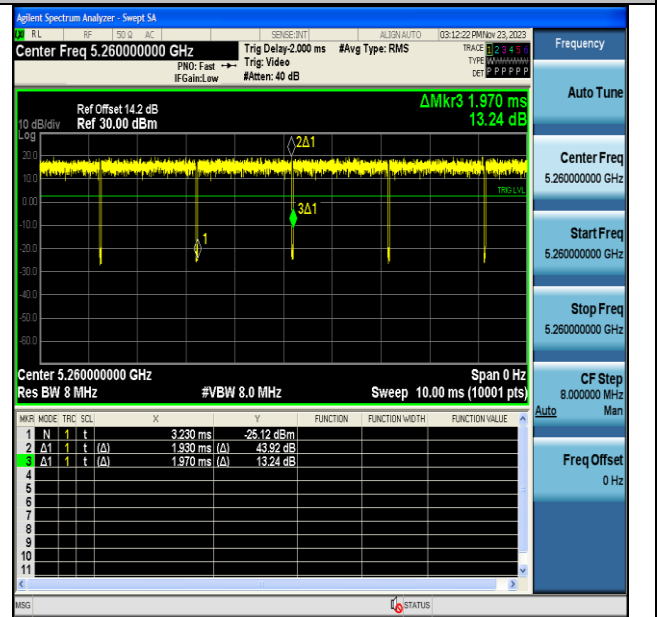 Agilent Spectrum Analyzer - Swept SA
RL RF 50 Ω AC SENSE:INT ALIGN AUTO 03:12:22 PM Nov 23, 2023
Center Freq 5.260000000 GHz
PNO: Fast
IFGain:Low
Trig Delay-2.000 ms
Trig: Video
#Atten: 40 dB
#Avg Type: RMS
TRACE 1 2 3 4 5 6
TYPE
DET P P P P P P
Frequency
Auto Tune
Center Freq
5.260000000 GHz
Start Freq
5.260000000 GHz
Stop Freq
5.260000000 GHz
CF Step
8.000000 MHz
Auto Man
Freq Offset
0 Hz
Ref Offset 14.2 dB
10 dB/div Ref 30.00 dBm
ΔMkr3 1.970 ms
13.24 dB
Log
20.0
10.0
0.00
-10.0
-20.0
-30.0
-40.0
-50.0
-60.0
2Δ1
TRIG LVL
3Δ1
1
Center 5.260000000 GHz Span 0 Hz
Res BW 8 MHz #VBW 8.0 MHz Sweep 10.00 ms (10001 pts)
MKR MODE TRC SCL X Y FUNCTION FUNCTION WIDTH FUNCTION VALUE
1 N 1 t 3.230 ms -25.12 dBm
2 Δ1 1 t (Δ) 1.930 ms (Δ) 43.92 dB
3 Δ1 1 t (Δ) 1.970 ms (Δ) 13.24 dB
4
5
6
7
8
9
10
11
MSG STATUS